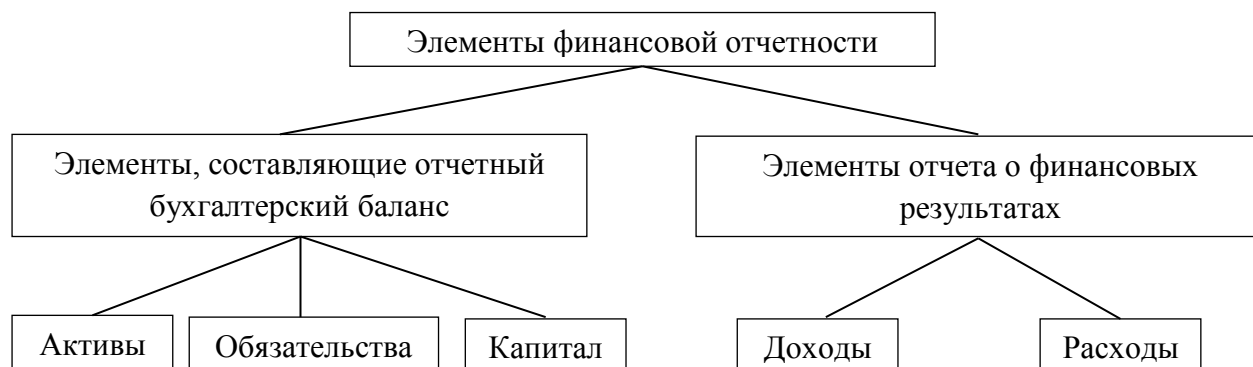 Элементы финансовой отчетности
Элементы, составляющие отчетный
бухгалтерский баланс
Элементы отчета о финансовых
результатах
Активы
Обязательства
Капитал
Доходы
Расходы